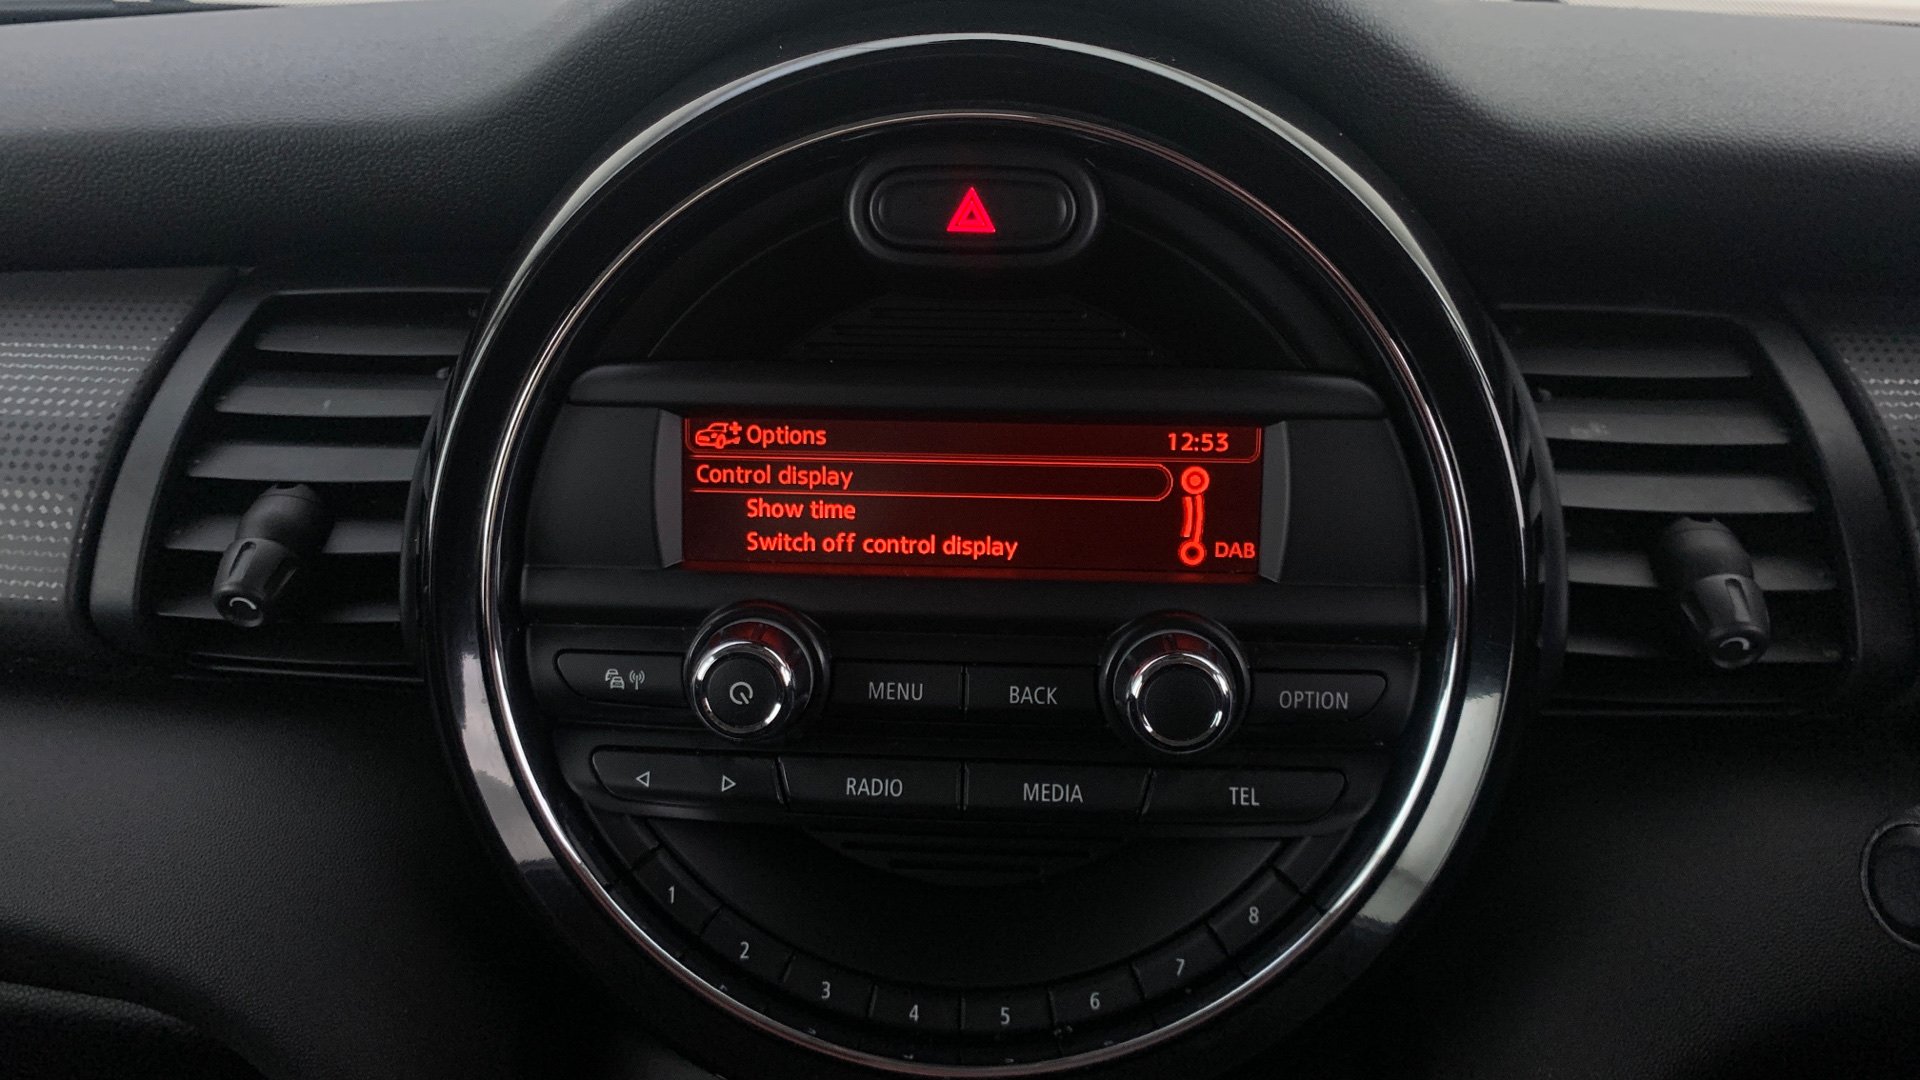 Options 12:53
Control display
Show time
Switch off control display
DAB
MENU BACK OPTION
RADIO MEDIA TEL
1 2 3 4 5 6 7 8